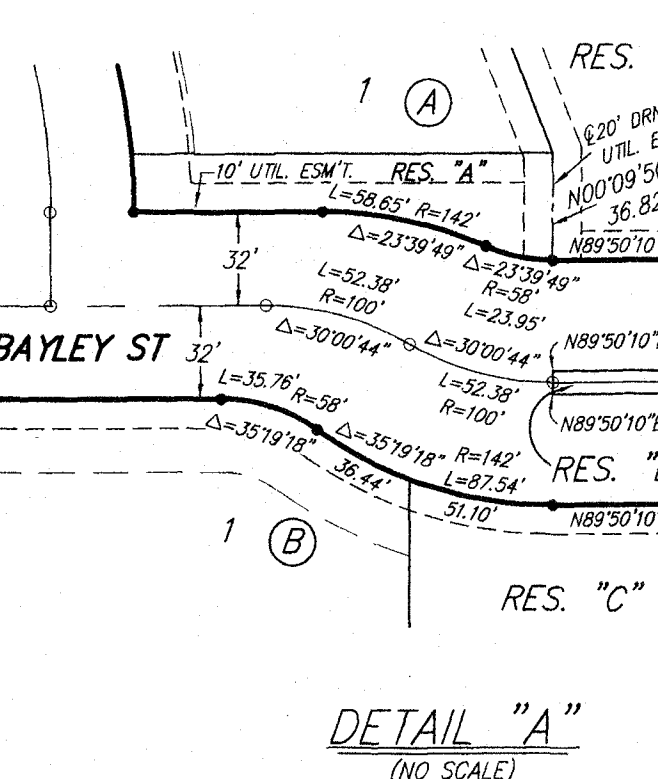 RES.
1 A
℄20' DRN
UTIL. E
10' UTIL. ESM'T.
RES. "A"
N00°09'50
36.82
L=58.65' R=142'
Δ=23°39'49"
Δ=23°39'49"
N89°50'10
R=58'
L=23.95'
32'
L=52.38'
R=100'
Δ=30°00'44"
Δ=30°00'44"
N89°50'10"
BAYLEY ST
32'
L=52.38'
R=100'
L=35.76'
R=58'
N89°50'10"E
Δ=35°19'18"
Δ=35°19'18"
R=142'
L=87.54'
36.44'
51.10'
RES. "
N89°50'10
1 B
RES. "C"
DETAIL "A"
(NO SCALE)